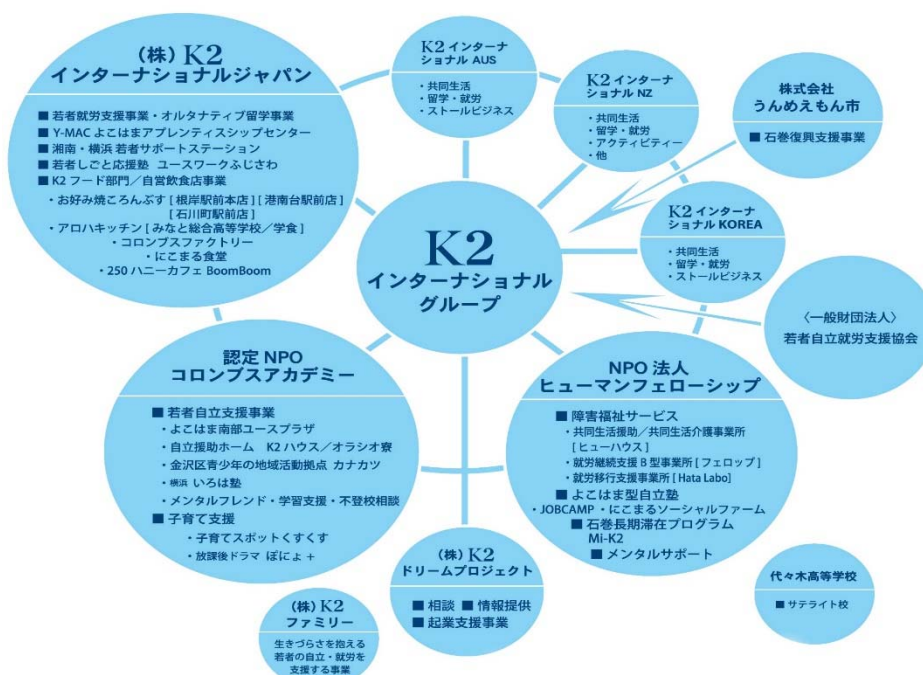 （株）K2
インターナショナルジャパン
■ 若者就労支援事業・オルタナティブ留学事業
■ Y-MAC よこはまアプレンティスシップセンター
■ 湘南・横浜 若者サポートステーション
■ 若者しごと応援塾 ユースワークふじさわ
■ K2 フード部門／自営飲食店事業
・お好み焼ころんぶす [ 根岸駅前本店 ] [ 港南台駅前店 ]
[ 石川町駅前店 ]
・アロハキッチン [ みなと総合高等学校／学食 ]
・コロンブスファクトリー
・にこまる食堂
・250 ハニーカフェ BoomBoom
K2 インターナ
ショナル AUS
・共同生活
・留学・就労
・ストールビジネス
K2 インターナ
ショナル NZ
・共同生活
・留学・就労
・アクティビティー
・他
株式会社
うんめえもん市
■ 石巻復興支援事業
K2 インターナ
ショナル KOREA
・共同生活
・留学・就労
・ストールビジネス
K2
インターナショナル
グループ
〈一般財団法人〉
若者自立就労支援協会
認定 NPO
コロンブスアカデミー
■ 若者自立支援事業
・よこはま南部ユースプラザ
・自立援助ホーム K2 ハウス／オラシオ寮
・金沢区青少年の地域活動拠点 カナカツ
・横浜 いろは塾
・メンタルフレンド・学習支援・不登校相談
■ 子育て支援
・子育てスポットくすくす
・放課後ドラマ ぽにょ +
NPO 法人
ヒューマンフェローシップ
■ 障害福祉サービス
・共同生活援助／共同生活介護事業所
[ ヒューハウス ]
・就労継続支援 B 型事業所 [ フェロップ ]
・就労移行支援事業所 [ Hata Labo]
■ よこはま型自立塾
・JOBCAMP ・にこまるソーシャルファーム
■ 石巻長期滞在プログラム
Mi-K2
■ メンタルサポート
（株）K2
ドリームプロジェクト
■ 相談 ■ 情報提供
■ 起業支援事業
（株）K2
ファミリー
生きづらさを抱える
若者の自立・就労を
支援する事業
代々木高等学校
■ サテライト校